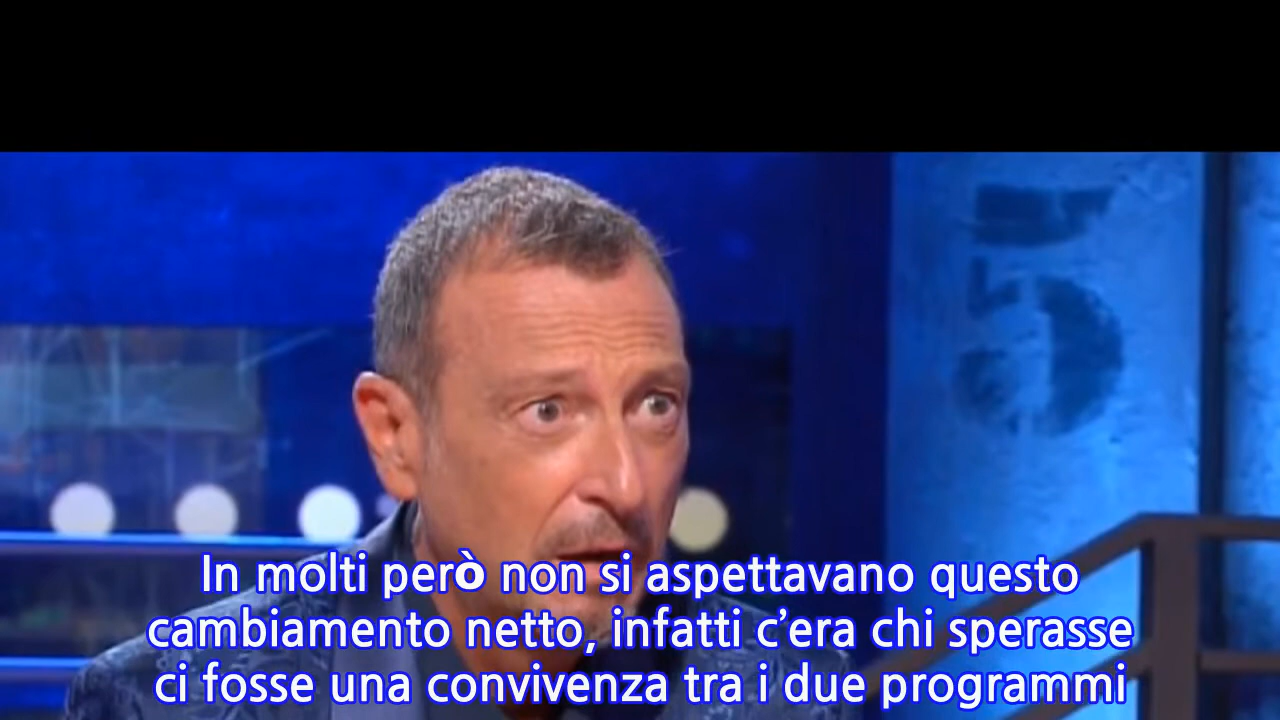 5
In molti però non si aspettavano questo
cambiamento netto, infatti c’era chi sperasse
ci fosse una convivenza tra i due programmi